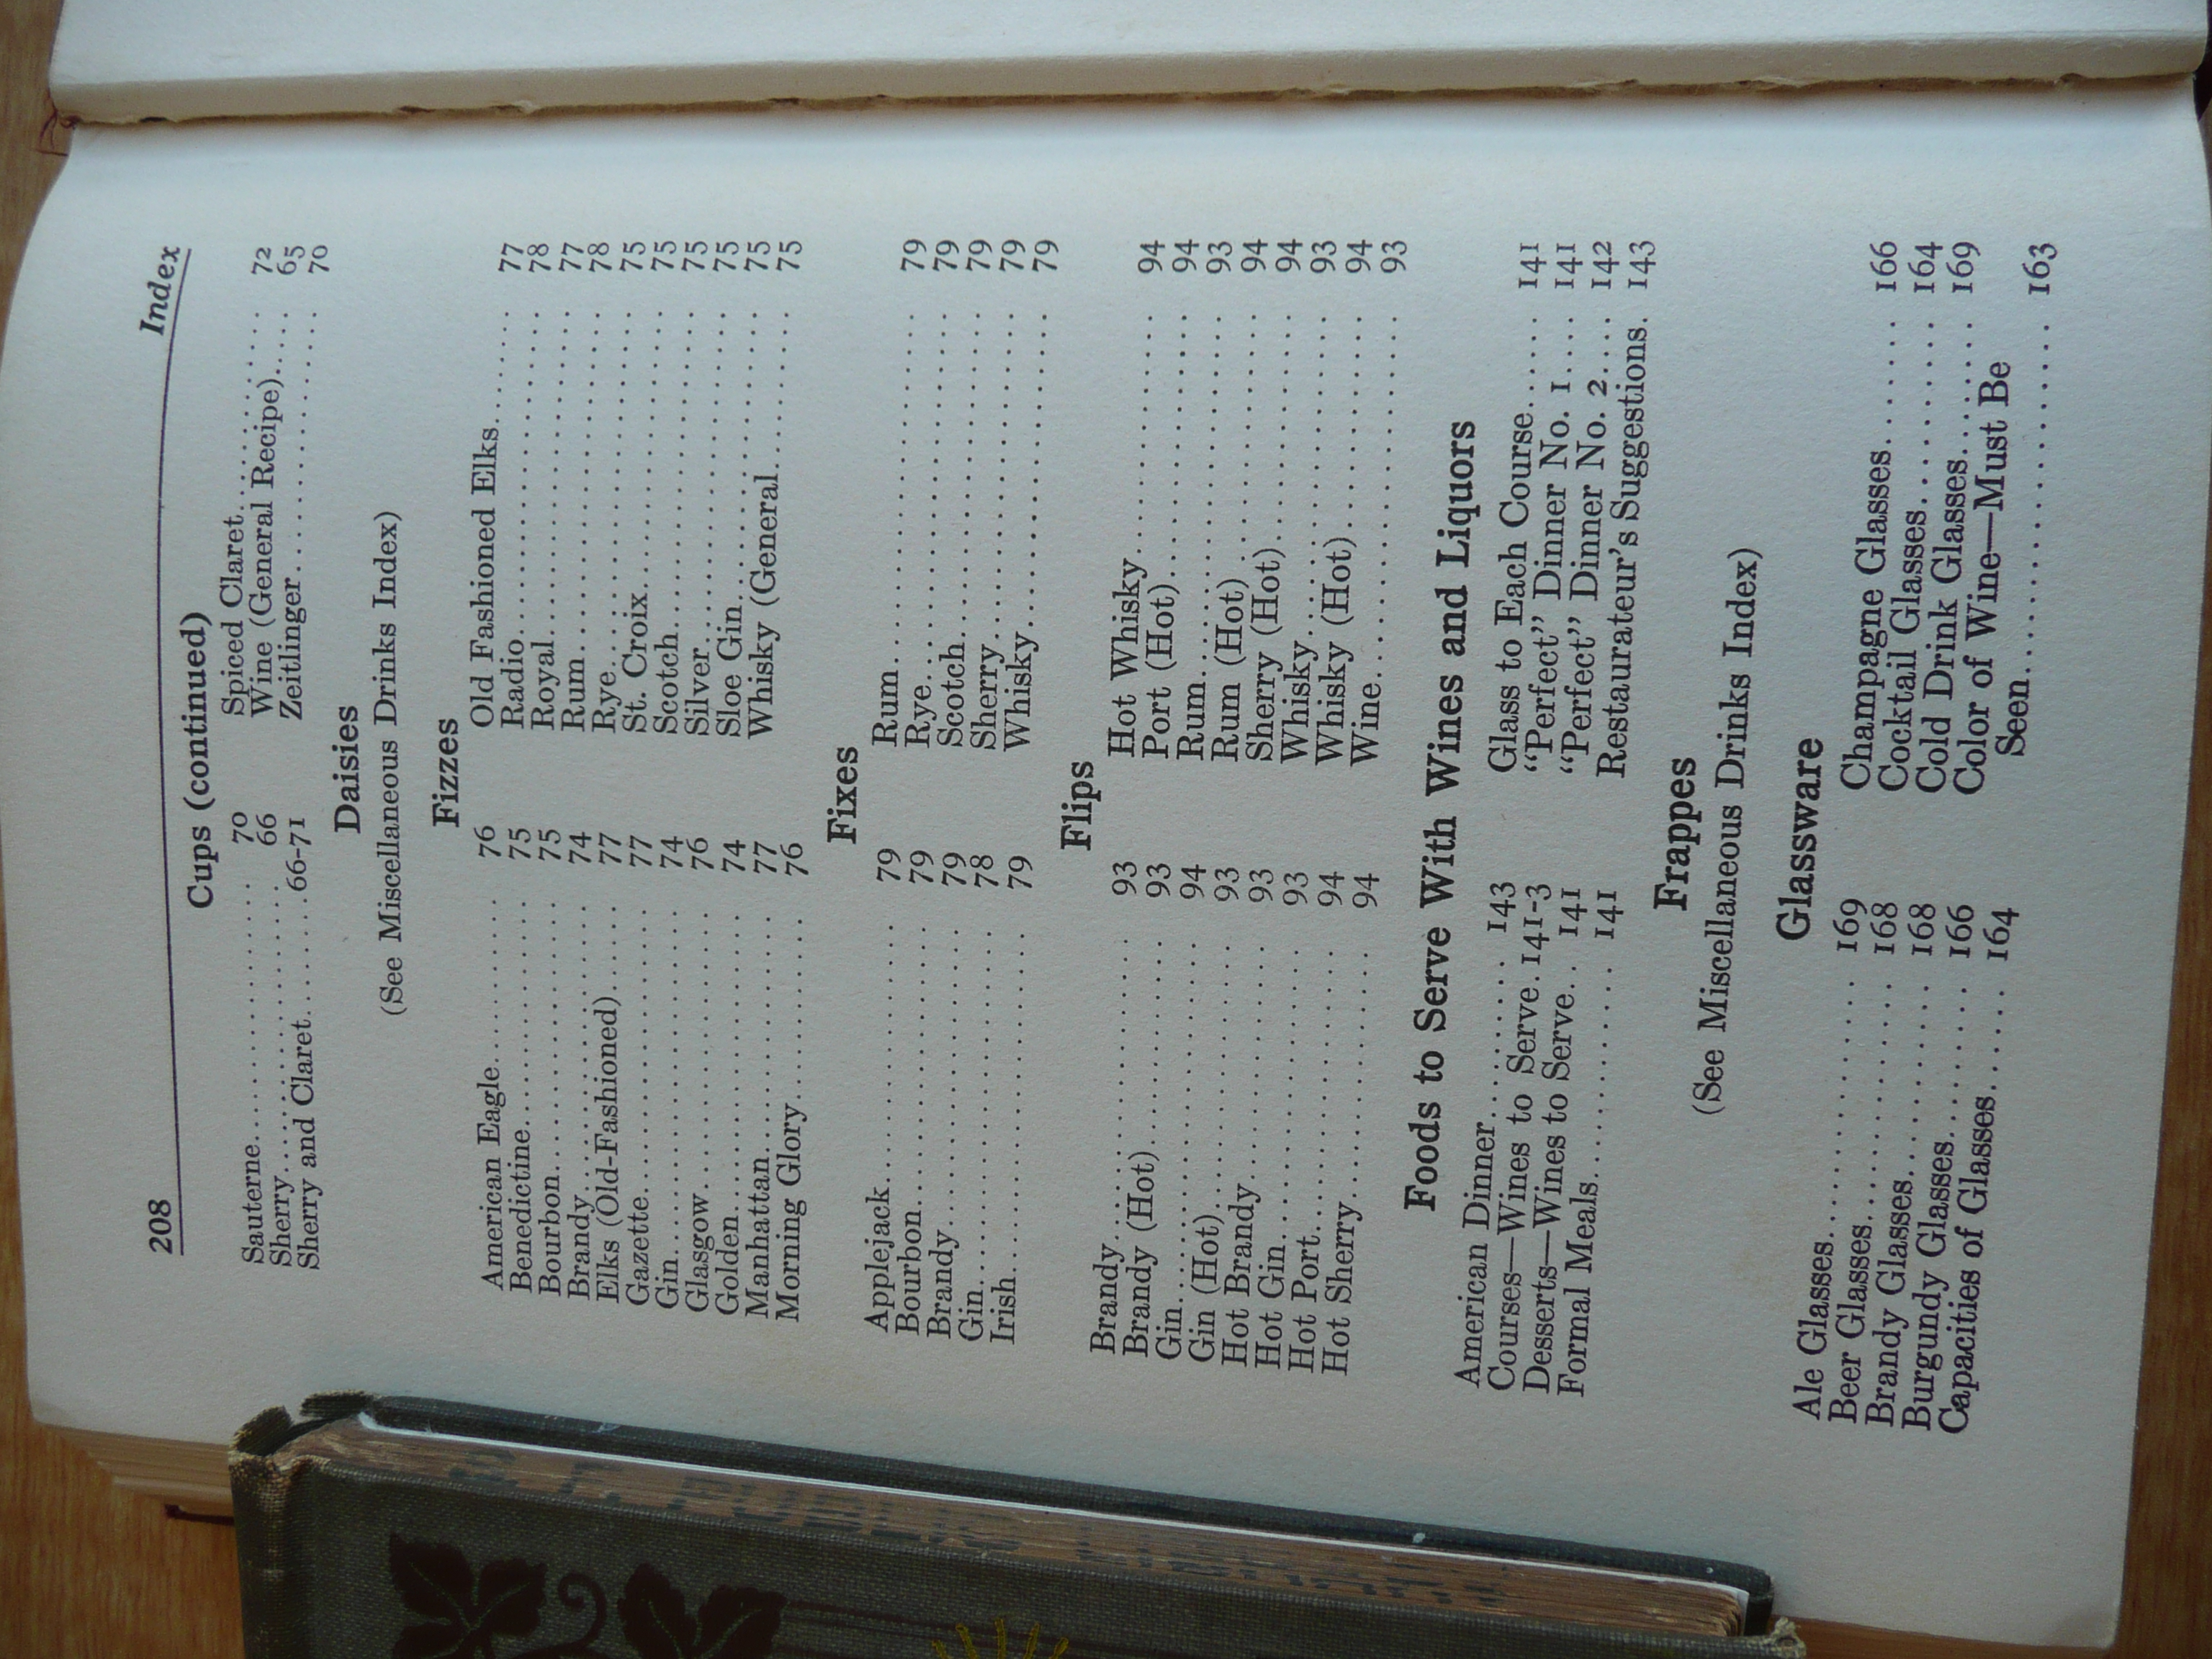 208 Index
Cups (continued)
Sauterne.................... 70
Sherry.................... 66
Sherry and Claret..........66-71
Spiced Claret.............. 72
Wine (General Recipe)..... 65
Zeitlinger.................. 70
Daisies
(See Miscellaneous Drinks Index)
Fizzes
American Eagle............ 76
Benedictine................ 75
Bourbon.................... 75
Brandy.................... 74
Elks (Old-Fashioned)...... 77
Gazette.................... 77
Gin........................ 74
Glasgow.................... 76
Golden.................... 74
Manhattan.................. 77
Morning Glory.............. 76
Old Fashioned Elks........ 77
Radio...................... 78
Royal...................... 77
Rum........................ 78
Rye........................ 75
St. Croix.................. 75
Scotch...................... 75
Silver...................... 75
Sloe Gin.................... 75
Whisky (General............ 75
Fixes
Applejack.................. 79
Bourbon.................... 79
Brandy.................... 79
Gin........................ 78
Irish...................... 79
Rum........................ 79
Rye........................ 79
Scotch...................... 79
Sherry...................... 79
Whisky...................... 79
Flips
Brandy.................... 93
Brandy (Hot).............. 93
Gin........................ 94
Gin (Hot).................. 93
Hot Brandy................ 93
Hot Gin.................... 93
Hot Port.................... 94
Hot Sherry.................. 94
Hot Whisky................ 94
Port (Hot).................. 94
Rum........................ 93
Rum (Hot).................. 94
Sherry (Hot)................ 94
Whisky...................... 93
Whisky (Hot)................ 94
Wine........................ 93
Foods to Serve With Wines and Liquors
American Dinner.......... 143
Courses—Wines to Serve.141-3
Desserts—Wines to Serve.. 141
Formal Meals.............. 141
Glass to Each Course...... 141
“Perfect” Dinner No. 1.... 141
“Perfect” Dinner No. 2.... 142
Restaurateur's Suggestions. 143
Frappes
(See Miscellaneous Drinks Index)
Glassware
Ale Glasses................ 169
Beer Glasses.............. 168
Brandy Glasses............ 168
Burgundy Glasses.......... 166
Capacities of Glasses...... 164
Champagne Glasses........ 166
Cocktail Glasses............ 164
Cold Drink Glasses........ 169
Color of Wine—Must Be
Seen...................... 163
PUBLIC LIBRARY